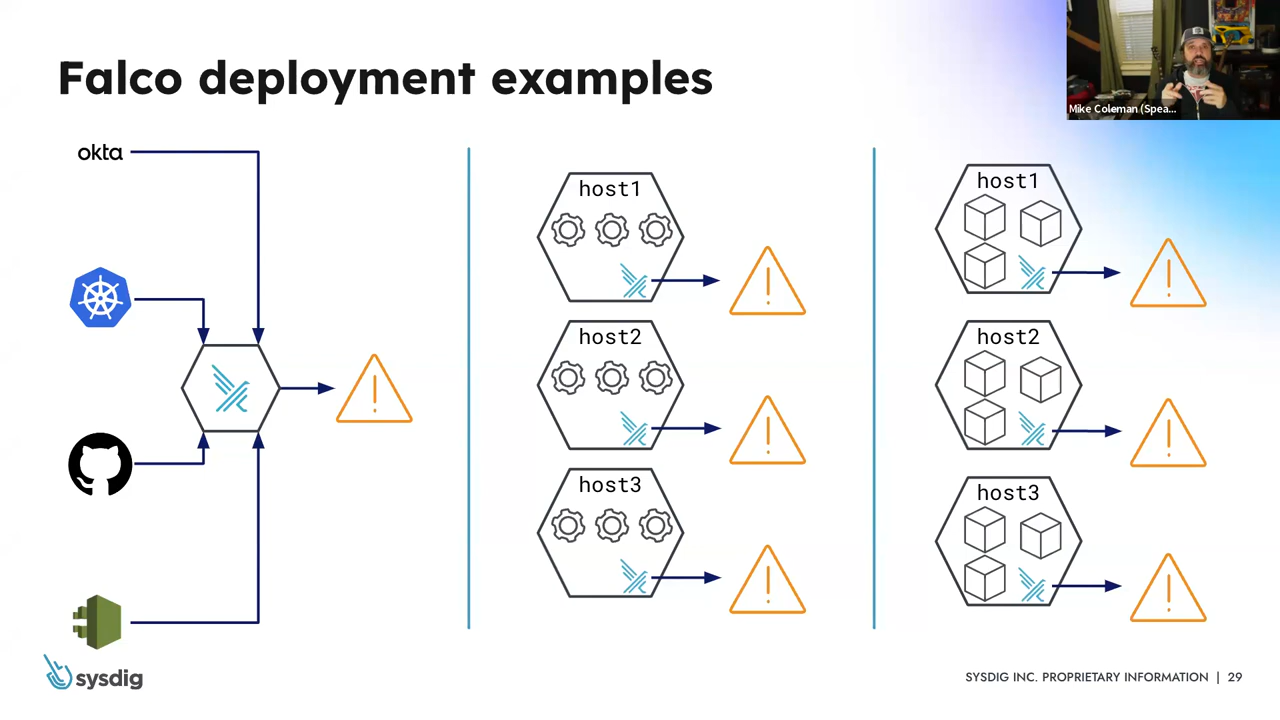 Falco deployment examples
Mike Coleman (Spea...
okta
host1
host2
host3
host1
host2
host3
sysdig
SYSDIG INC. PROPRIETARY INFORMATION | 29